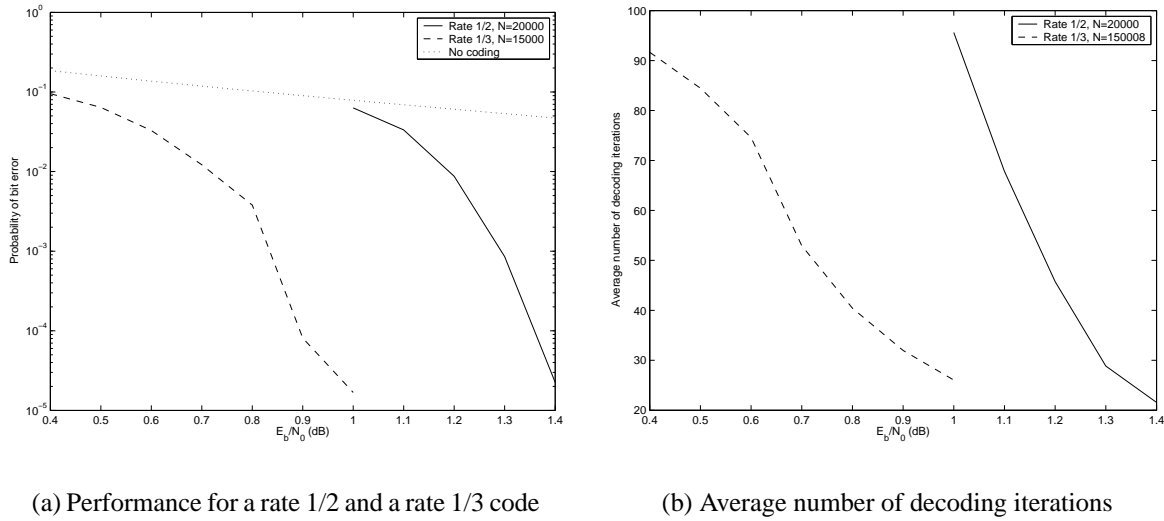 10^0
10^-1
10^-2
10^-3
10^-4
10^-5
Probability of bit error
Rate 1/2, N=20000
Rate 1/3, N=15000
No coding
0.4 0.5 0.6 0.7 0.8 0.9 1 1.1 1.2 1.3 1.4
E_b/N_0 (dB)
100
90
80
70
60
50
40
30
20
Average number of decoding iterations
Rate 1/2, N=20000
Rate 1/3, N=150008
0.4 0.5 0.6 0.7 0.8 0.9 1 1.1 1.2 1.3 1.4
E_b/N_0 (dB)
(a) Performance for a rate 1/2 and a rate 1/3 code
(b) Average number of decoding iterations